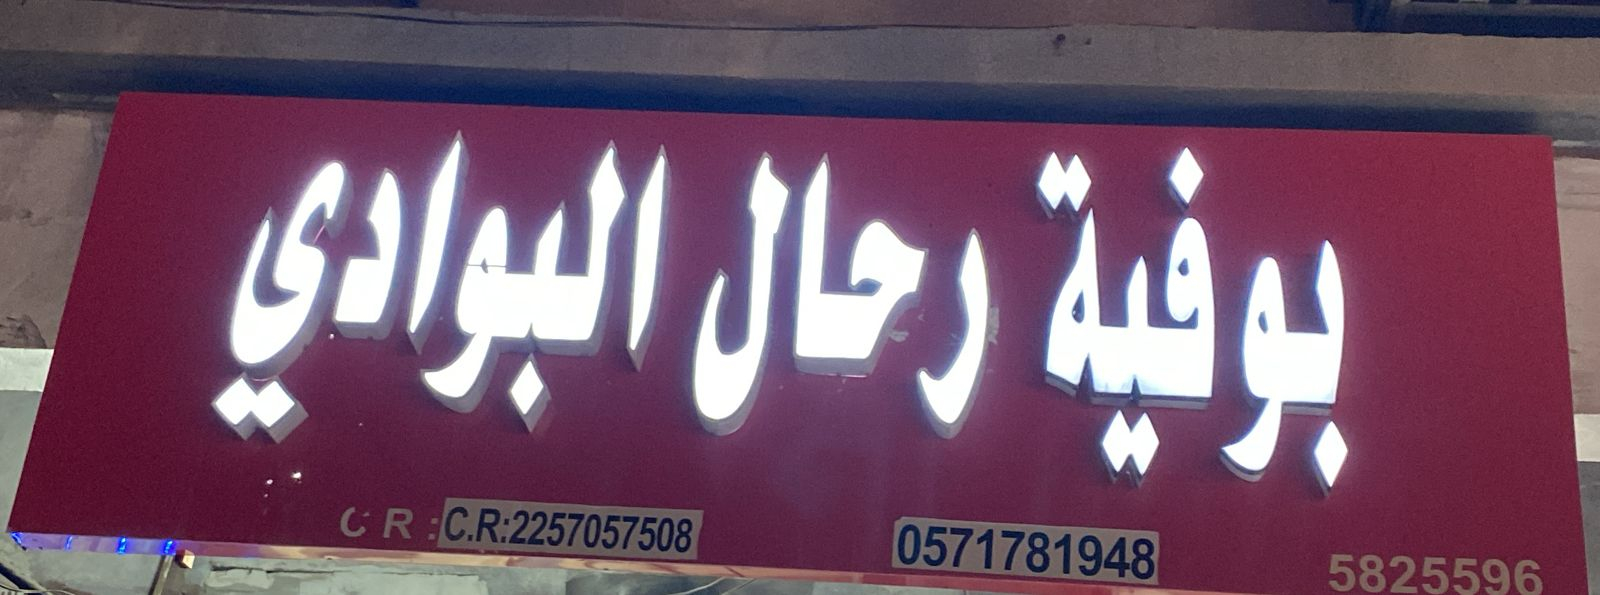 بوفية رحال البوادي
C R : C.R:2257057508 0571781948 5825596